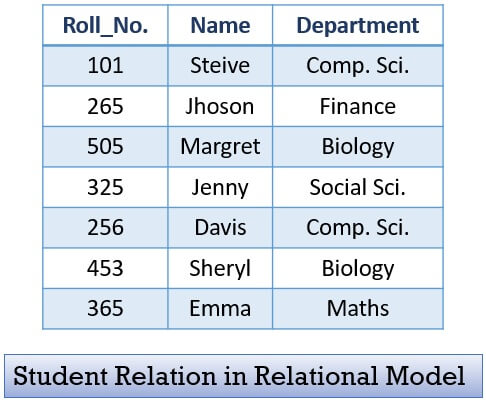 Roll_No. Name Department
101 Steive Comp. Sci.
265 Jhoson Finance
505 Margret Biology
325 Jenny Social Sci.
256 Davis Comp. Sci.
453 Sheryl Biology
365 Emma Maths
Student Relation in Relational Model